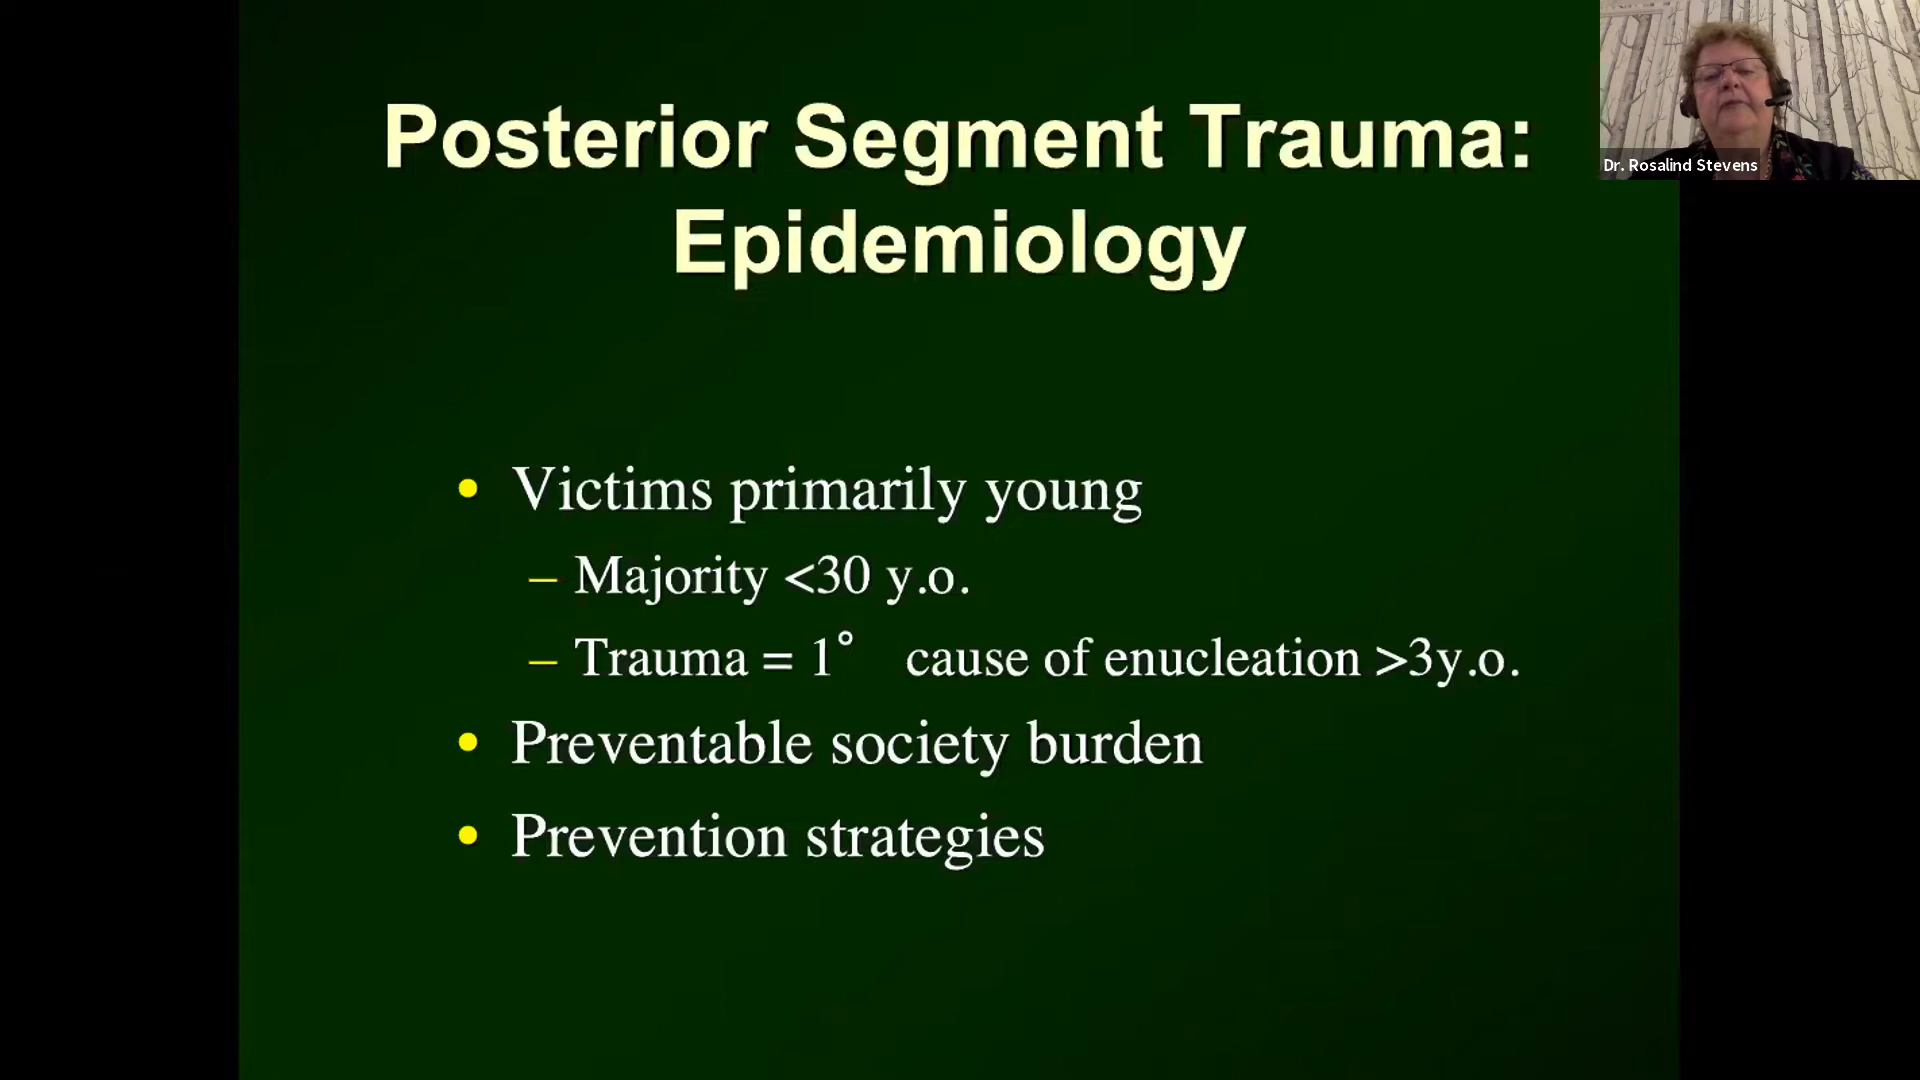 Posterior Segment Trauma:
Epidemiology
Dr. Rosalind Stevens
• Victims primarily young
– Majority <30 y.o.
– Trauma = 1° cause of enucleation >3y.o.
• Preventable society burden
• Prevention strategies